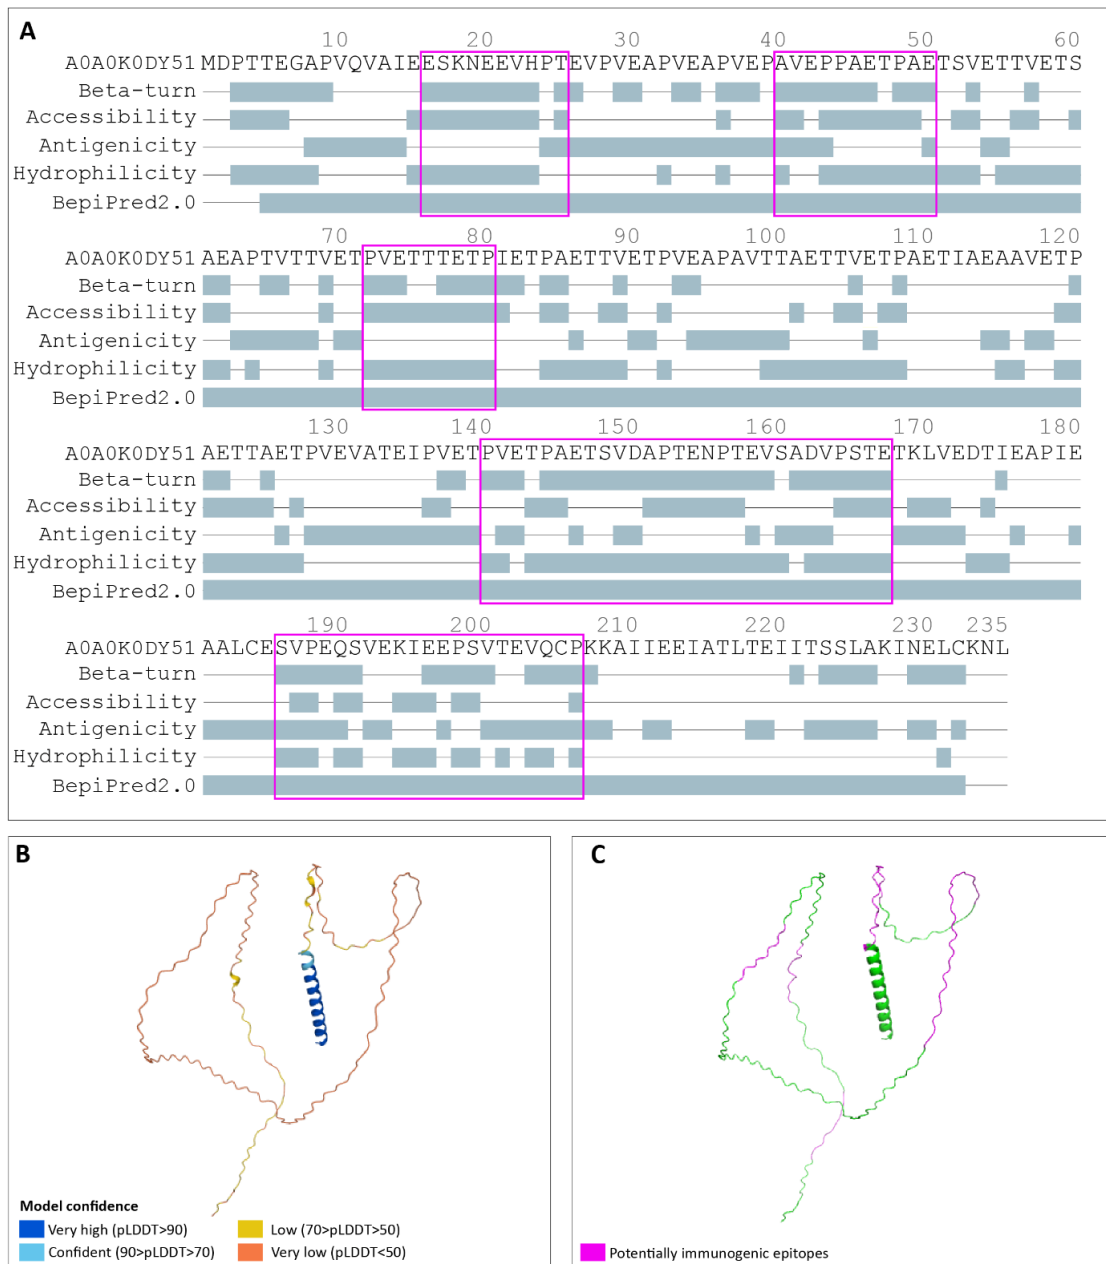 A
10 20 30 40 50 60
A0A0K0DY51 MDPTTEGAPVQVAIEESKNEEVHPTEVPVEAPVEAPVEPAVEPPAETPAETSVETTVETS
Beta-turn
Accessibility
Antigenicity
Hydrophilicity
BepiPred2.0
70 80 90 100 110 120
A0A0K0DY51 AEAPTVTTVETPVETTTETPIETPAETTVETPVEAPAVTTAETTVETPAETIAEAAVETP
Beta-turn
Accessibility
Antigenicity
Hydrophilicity
BepiPred2.0
130 140 150 160 170 180
A0A0K0DY51 AETTAETPVEVATEIPVETPVETPAETSVDAPTENPTEVSADVPSTETKLVEDTIEAPIE
Beta-turn
Accessibility
Antigenicity
Hydrophilicity
BepiPred2.0
190 200 210 220 230 235
A0A0K0DY51 AALCESVPEQSVEKIEEPSVTEVQCPKKAIIEEIATLTEIITSSLAKINELCKNL
Beta-turn
Accessibility
Antigenicity
Hydrophilicity
BepiPred2.0
B
Model confidence
Very high (pLDDT>90)
Low (70>pLDDT>50)
Confident (90>pLDDT>70)
Very low (pLDDT<50)
C
Potentially immunogenic epitopes